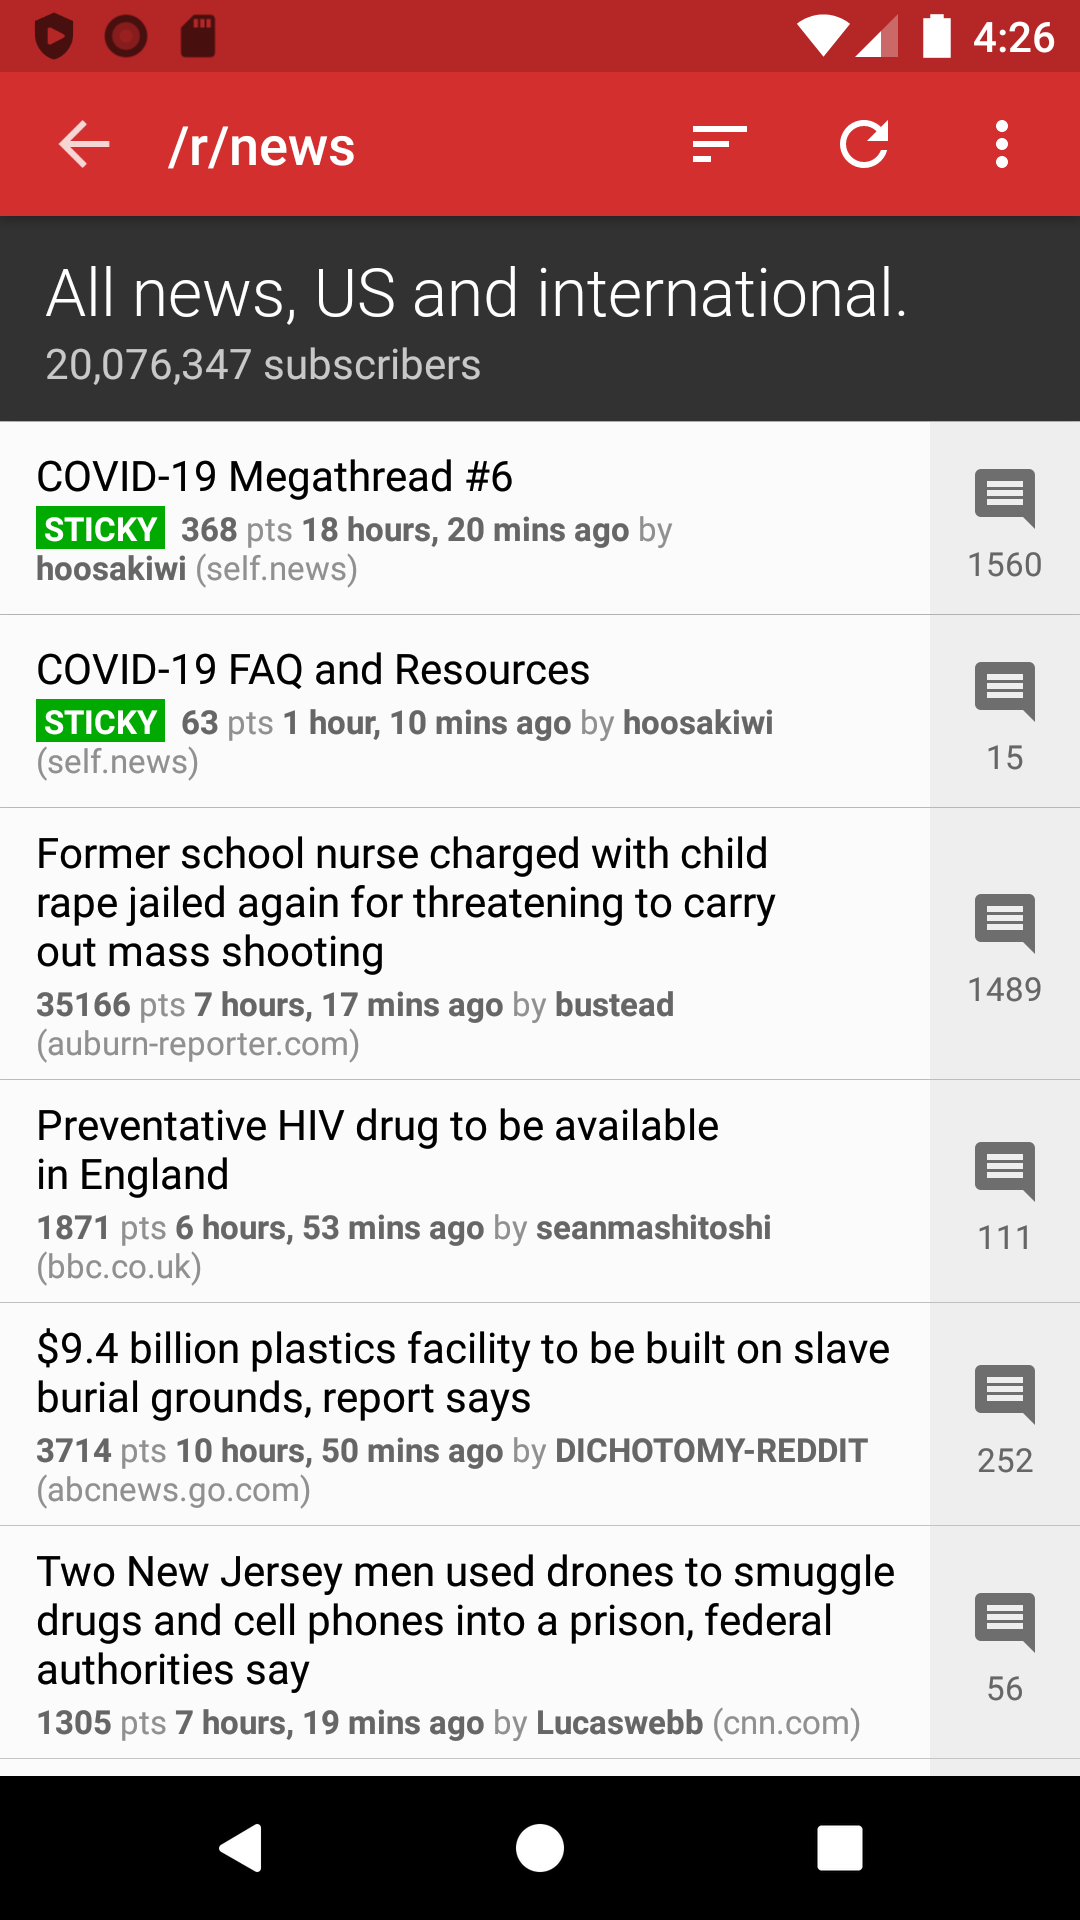 4:26
/r/news
All news, US and international.
20,076,347 subscribers
COVID-19 Megathread #6
STICKY 368 pts 18 hours, 20 mins ago by
hoosakiwi (self.news)
1560
COVID-19 FAQ and Resources
STICKY 63 pts 1 hour, 10 mins ago by hoosakiwi
(self.news)
15
Former school nurse charged with child
rape jailed again for threatening to carry
out mass shooting
35166 pts 7 hours, 17 mins ago by bustead
(auburn-reporter.com)
1489
Preventative HIV drug to be available
in England
1871 pts 6 hours, 53 mins ago by seanmashitoshi
(bbc.co.uk)
111
$9.4 billion plastics facility to be built on slave
burial grounds, report says
3714 pts 10 hours, 50 mins ago by DICHOTOMY-REDDIT
(abcnews.go.com)
252
Two New Jersey men used drones to smuggle
drugs and cell phones into a prison, federal
authorities say
1305 pts 7 hours, 19 mins ago by Lucaswebb (cnn.com)
56